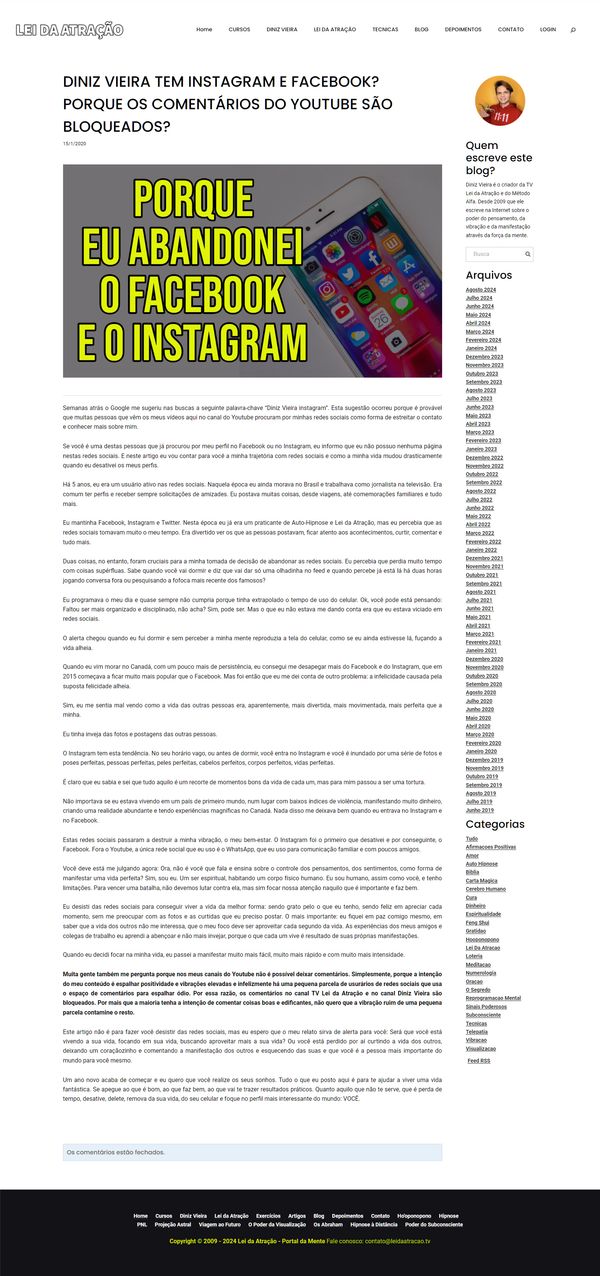 LEI DA ATRAÇÃO
Home CURSOS DINIZ VIEIRA LEI DA ATRAÇÃO TECNICAS BLOG DEPOIMENTOS CONTATO LOGIN
DINIZ VIEIRA TEM INSTAGRAM E FACEBOOK?
PORQUE OS COMENTÁRIOS DO YOUTUBE SÃO
BLOQUEADOS?
15/1/2020
PORQUE
EU ABANDONEI
O FACEBOOK
E O INSTAGRAM
Semanas atrás o Google me sugeriu nas buscas a seguinte palavra-chave "Diniz Vieira instagram". Esta sugestão ocorreu porque é provável
que muitas pessoas que vêm os meus vídeos aqui no canal do Youtube procuram por minhas redes sociais como forma de estreitar o contato
e conhecer mais sobre mim.
Se você é uma destas pessoas que já procurou por meu perfil no Facebook ou no Instagram, eu informo que eu não possuo nenhuma página
nestas redes sociais. E neste artigo eu vou contar para você a minha trajetória com redes sociais e como a minha vida mudou drasticamente
quando eu desativei os meus perfis.
Há 5 anos, eu era um usuário ativo nas redes sociais. Naquela época eu ainda morava no Brasil e trabalhava como jornalista na televisão. Era
comum ter perfis e receber sempre solicitações de amizades. Eu postava muitas coisas, desde viagens, até comemorações familiares e tudo
mais.
Eu mantinha Facebook, Instagram e Twitter. Nesta época eu já era um praticante de Auto-Hipnose e Lei da Atração, mas eu percebia que as
redes sociais tomavam muito o meu tempo. Era divertido ver os que as pessoas postavam, ficar atento aos acontecimentos, curtir, comentar e
tudo mais.
Duas coisas, no entanto, foram cruciais para a minha tomada de decisão de abandonar as redes sociais. Eu percebia que perdia muito tempo
com coisas supérfluas. Sabe quando você vai dormir e diz que vai dar só uma olhadinha no feed e quando percebe já está lá há duas horas
jogando conversa fora ou pesquisando a fofoca mais recente dos famosos?
Eu programava o meu dia e quase sempre não cumpria porque tinha extrapolado o tempo de uso do celular. Ok, você pode está pensando:
Faltou ser mais organizado e disciplinado, não acha? Sim, pode ser. Mas o que eu não estava me dando conta era que eu estava viciado em
redes sociais.
O alerta chegou quando eu fui dormir e sem perceber a minha mente reproduzia a tela do celular, como se eu ainda estivesse lá, fuçando a
vida alheia.
Quando eu vim morar no Canadá, com um pouco mais de persistência, eu consegui me desapegar mais do Facebook e do Instagram, que em
2015 começava a ficar muito mais popular que o Facebook. Mas foi então que eu me dei conta de outro problema: a infelicidade causada pela
suposta felicidade alheia.
Sim, eu me sentia mal vendo como a vida das outras pessoas era, aparentemente, mais divertida, mais movimentada, mais perfeita que a
minha.
Eu tinha inveja das fotos e postagens das outras pessoas.
O Instagram tem esta tendência. No seu horário vago, ou antes de dormir, você entra no Instagram e você é inundado por uma série de fotos e
poses perfeitas, pessoas perfeitas, peles perfeitas, cabelos perfeitos, corpos perfeitos, vidas perfeitas.
É claro que eu sabia e sei que tudo aquilo é um recorte de momentos bons da vida de cada um, mas para mim passou a ser uma tortura.
Não importava se eu estava vivendo em um país de primeiro mundo, num lugar com baixos índices de violência, manifestando muito dinheiro,
criando uma realidade abundante e tendo experiências magníficas no Canadá. Nada disso me deixava bem quando eu entrava no Instagram e
no Facebook.
Estas redes sociais passaram a destruir a minha vibração, o meu bem-estar. O Instagram foi o primeiro que desativei e por conseguinte, o
Facebook. Fora o Youtube, a única rede social que eu uso é o WhatsApp, que eu uso para comunicação familiar e com poucos amigos.
Você deve está me julgando agora: Ora, não é você que fala e ensina sobre o controle dos pensamentos, dos sentimentos, como forma de
manifestar uma vida perfeita? Sim, sou eu. Um ser espiritual, habitando um corpo físico humano. Eu sou humano, assim como você, e tenho
limitações. Para vencer uma batalha, não devemos lutar contra ela, mas sim focar nossa atenção naquilo que é importante e faz bem.
Eu desisti das redes sociais para conseguir viver a vida da melhor forma: sendo grato pelo o que eu tenho, sendo feliz em apreciar cada
momento, sem me preocupar com as fotos e as curtidas que eu preciso postar. O mais importante: eu fiquei em paz comigo mesmo, em
saber que a vida dos outros não me interessa, que o meu foco deve ser aproveitar cada segundo da vida. As experiências dos meus amigos e
colegas de trabalho eu aprendi a abençoar e não mais invejar, porque o que cada um vive é resultado de suas próprias manifestações.
Quando eu decidi focar na minha vida, eu passei a manifestar muito mais fácil, muito mais rápido e com muito mais intensidade.
Muita gente também me pergunta porque nos meus canais do Youtube não é possível deixar comentários. Simplesmente, porque a intenção
do meu conteúdo é espalhar positividade e vibrações elevadas e infelizmente há uma pequena parcela de usurários de redes sociais que usa
o espaço de comentários para espalhar ódio. Por essa razão, os comentários no canal TV Lei da Atração e no canal Diniz Vieira são
bloqueados. Por mais que a maioria tenha a intenção de comentar coisas boas e edificantes, não quero que a vibração ruim de uma pequena
parcela contamine o resto.
Este artigo não é para fazer você desistir das redes sociais, mas eu espero que o meu relato sirva de alerta para você: Será que você está
vivendo a sua vida, focando em sua vida, buscando aproveitar mais a sua vida? Ou você está perdido por aí curtindo a vida dos outros,
deixando um coraçãozinho e comentando a manifestação dos outros e esquecendo das suas e que você é a pessoa mais importante do
mundo para você mesmo.
Um ano novo acaba de começar e eu quero que você realize os seus sonhos. Tudo o que eu posto aqui é para te ajudar a viver uma vida
fantástica. Se apegue ao que é bom, ao que faz bem, ao que vai te trazer resultados práticos. Quanto aquilo que não te serve, que é perda de
tempo, desative, delete, remova da sua vida, do seu celular e foque no perfil mais interessante do mundo: VOCÊ.
Os comentários estão fechados.
11:11
Quem
escreve este
blog?
Diniz Vieira é o criador da TV
Lei da Atração e do Método
Alfa. Desde 2009 que ele
escreve na internet sobre o
poder do pensamento, da
vibração e da manifestação
através da força da mente.
Busca
Arquivos
Agosto 2024
Julho 2024
Junho 2024
Maio 2024
Abril 2024
Março 2024
Fevereiro 2024
Janeiro 2024
Dezembro 2023
Novembro 2023
Outubro 2023
Setembro 2023
Agosto 2023
Julho 2023
Junho 2023
Maio 2023
Abril 2023
Março 2023
Fevereiro 2023
Janeiro 2023
Dezembro 2022
Novembro 2022
Outubro 2022
Setembro 2022
Agosto 2022
Julho 2022
Junho 2022
Maio 2022
Abril 2022
Março 2022
Fevereiro 2022
Janeiro 2022
Dezembro 2021
Novembro 2021
Outubro 2021
Setembro 2021
Agosto 2021
Julho 2021
Junho 2021
Maio 2021
Abril 2021
Março 2021
Fevereiro 2021
Janeiro 2021
Dezembro 2020
Novembro 2020
Outubro 2020
Setembro 2020
Agosto 2020
Julho 2020
Junho 2020
Maio 2020
Abril 2020
Março 2020
Fevereiro 2020
Janeiro 2020
Dezembro 2019
Novembro 2019
Outubro 2019
Setembro 2019
Agosto 2019
Julho 2019
Junho 2019
Categorias
Tudo
Afirmacoes Positivas
Amor
Auto Hipnose
Biblia
Carta Magica
Cerebro Humano
Cura
Dinheiro
Espiritualidade
Feng Shui
Gratidao
Hooponopono
Lei Da Atracao
Loteria
Meditacao
Numerologia
Oracao
O Segredo
Reprogramacao Mental
Sinais Poderosos
Subconsciente
Tecnicas
Telepatia
Vibracao
Visualizacao
Feed RSS
Home Cursos Diniz Vieira Lei da Atração Exercícios Artigos Blog Depoimentos Contato Ho'oponopono Hipnose
PNL Projeção Astral Viagem ao Futuro O Poder da Visualização Os Abraham Hipnose à Distância Poder do Subconsciente
Copyright © 2009 - 2024 Lei da Atração - Portal da Mente Fale conosco: contato@leidaatracao.tv